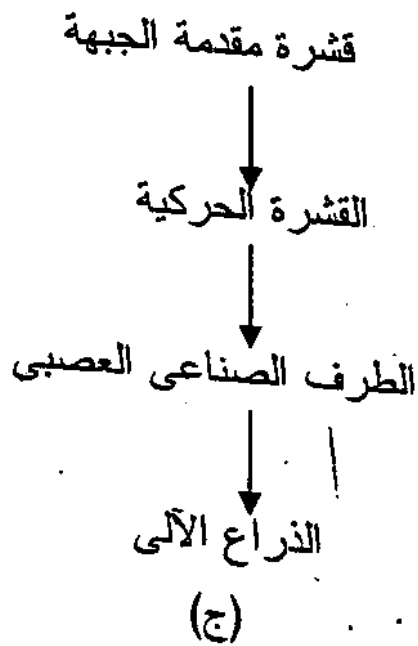 قشرة مقدمة الجبهة
القشرة الحركية
الطرف الصناعى العصبى
الذراع الآلى
(ج)